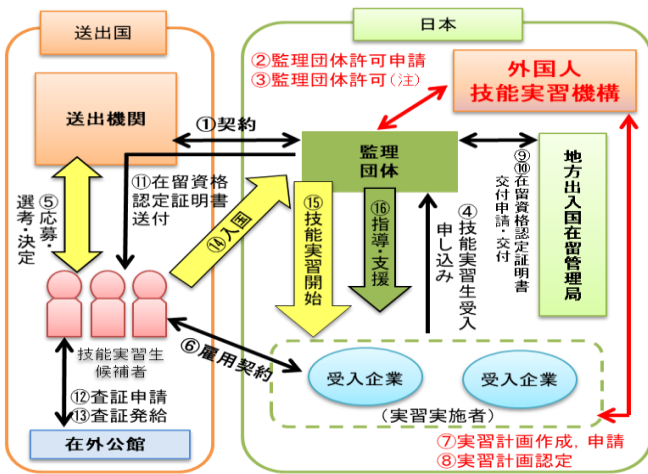 送出国
日本
②監理団体許可申請
③監理団体許可(注)
外国人
技能実習機構
送出機関
①契約
監理
団体
⑤応募・
選考・決定
⑪在留資格
認定証明書
送付
⑭入国
⑮技能実習開始
⑯指導・支援
④技能実習生受入
申し込み
⑨⑩在留資格認定証明書
交付申請・交付
地方出入国在留管理局
技能実習生
候補者
⑥雇用契約
受入企業
受入企業
(実習実施者)
⑫査証申請
⑬査証発給
在外公館
⑦実習計画作成，申請
⑧実習計画認定